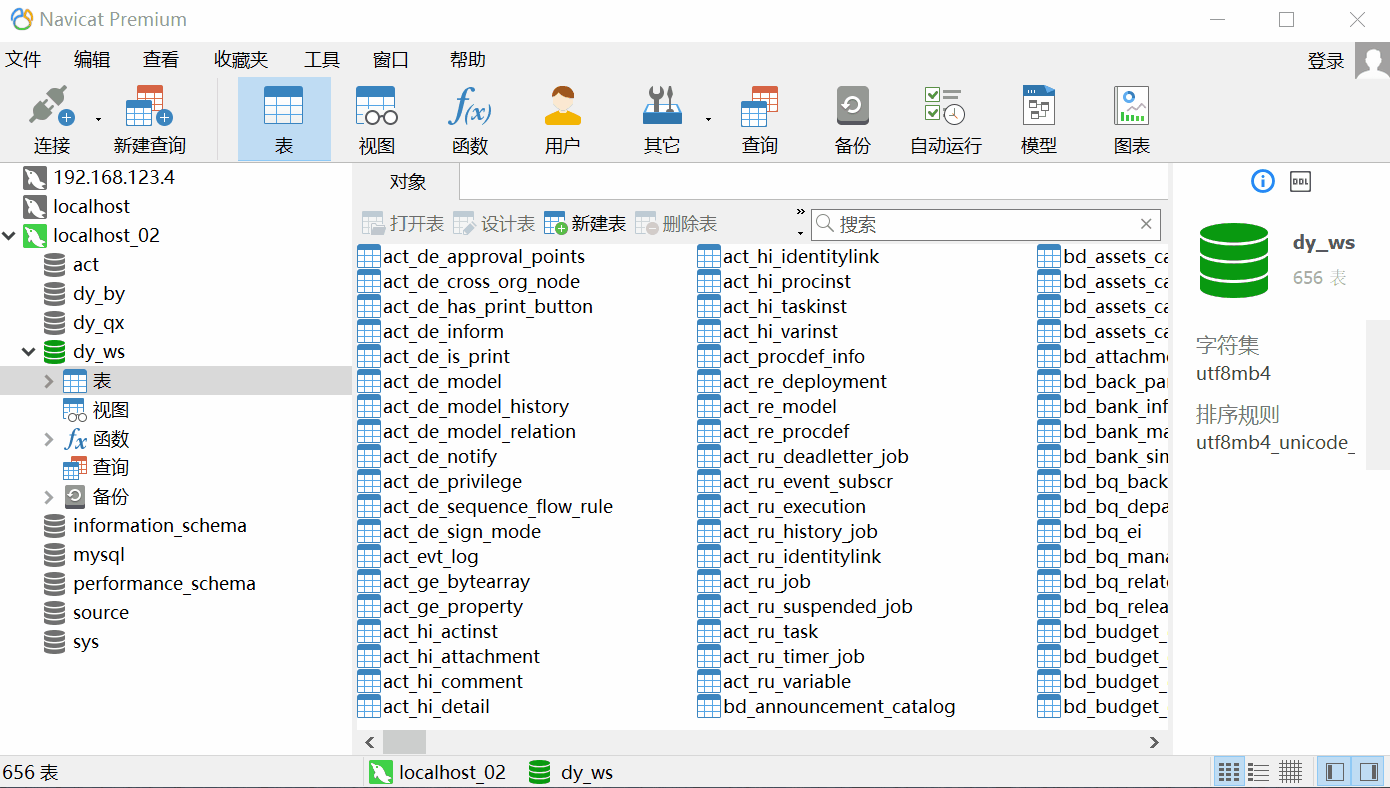 Navicat Premium
文件 编辑 查看 收藏夹 工具 窗口 帮助 登录
连接 新建查询 表 视图 函数 用户 其它 查询 备份 自动运行 模型 图表
192.168.123.4
localhost
localhost_02
act
dy_by
dy_qx
dy_ws
表
视图
函数
查询
备份
information_schema
mysql
performance_schema
source
sys
对象
打开表 设计表 新建表 删除表 » 搜索
act_de_approval_points
act_de_cross_org_node
act_de_has_print_button
act_de_inform
act_de_is_print
act_de_model
act_de_model_history
act_de_model_relation
act_de_notify
act_de_privilege
act_de_sequence_flow_rule
act_de_sign_mode
act_evt_log
act_ge_bytearray
act_ge_property
act_hi_actinst
act_hi_attachment
act_hi_comment
act_hi_detail
act_hi_identitylink
act_hi_procinst
act_hi_taskinst
act_hi_varinst
act_procdef_info
act_re_deployment
act_re_model
act_re_procdef
act_ru_deadletter_job
act_ru_event_subscr
act_ru_execution
act_ru_history_job
act_ru_identitylink
act_ru_job
act_ru_suspended_job
act_ru_task
act_ru_timer_job
act_ru_variable
bd_announcement_catalog
bd_assets_ca
bd_assets_ca
bd_assets_ca
bd_assets_ca
bd_attachme
bd_back_pa
bd_bank_inf
bd_bank_ma
bd_bank_sin
bd_bq_back
bd_bq_depa
bd_bq_ei
bd_bq_mana
bd_bq_relate
bd_bq_relea
bd_budget_
bd_budget_
bd_budget_
bd_budget_
DDL
dy_ws
656 表
字符集
utf8mb4
排序规则
utf8mb4_unicode_
656 表 localhost_02 dy_ws